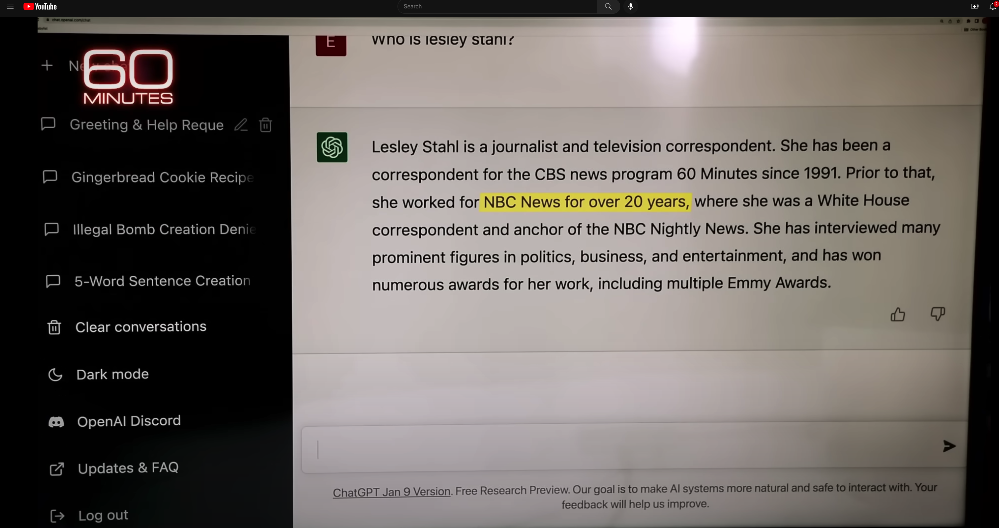 YouTube
Search
2
chat.openai.com/chat
E
Who is lesley stahl?
60
MINUTES
Greeting & Help Reque
Gingerbread Cookie Recipe
Illegal Bomb Creation Denie
5-Word Sentence Creation
Clear conversations
Dark mode
OpenAI Discord
Updates & FAQ
Log out
Lesley Stahl is a journalist and television correspondent. She has been a
correspondent for the CBS news program 60 Minutes since 1991. Prior to that,
she worked for NBC News for over 20 years, where she was a White House
correspondent and anchor of the NBC Nightly News. She has interviewed many
prominent figures in politics, business, and entertainment, and has won
numerous awards for her work, including multiple Emmy Awards.
ChatGPT Jan 9 Version. Free Research Preview. Our goal is to make AI systems more natural and safe to interact with. Your
feedback will help us improve.